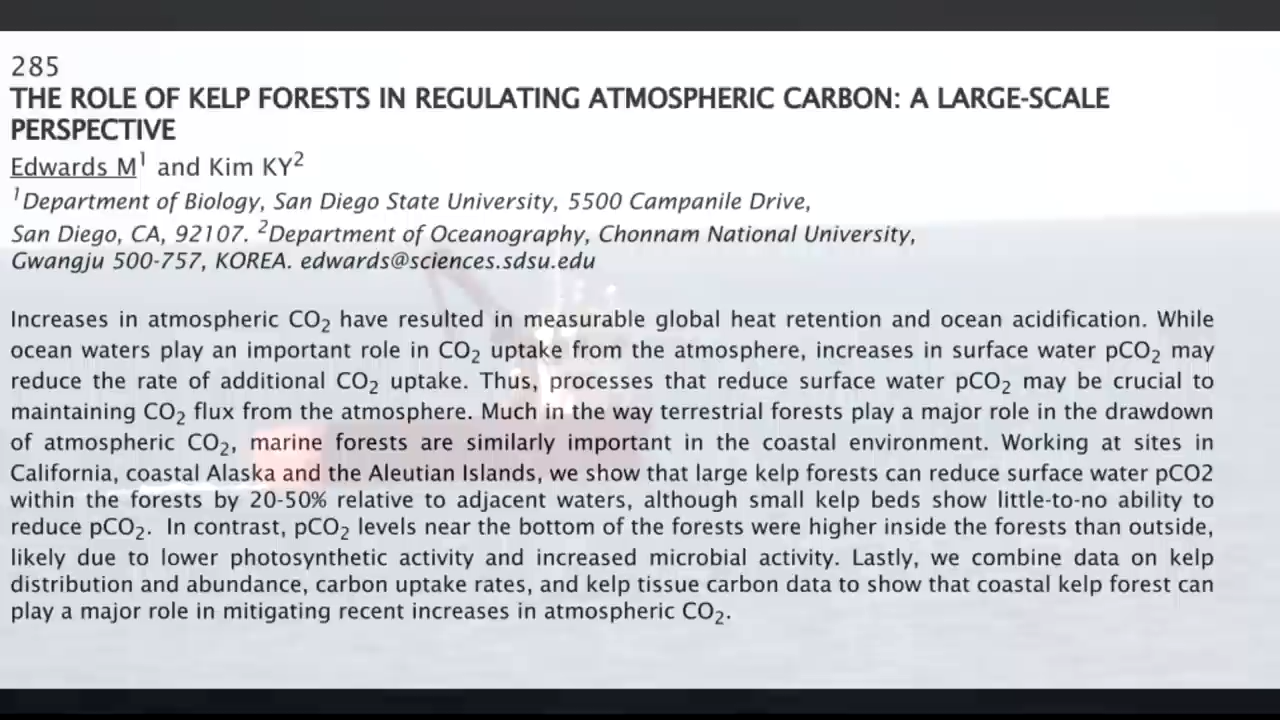 285
THE ROLE OF KELP FORESTS IN REGULATING ATMOSPHERIC CARBON: A LARGE-SCALE
PERSPECTIVE
Edwards M¹ and Kim KY²
¹Department of Biology, San Diego State University, 5500 Campanile Drive,
San Diego, CA, 92107. ²Department of Oceanography, Chonnam National University,
Gwangju 500-757, KOREA. edwards@sciences.sdsu.edu
Increases in atmospheric CO₂ have resulted in measurable global heat retention and ocean acidification. While
ocean waters play an important role in CO₂ uptake from the atmosphere, increases in surface water pCO₂ may
reduce the rate of additional CO₂ uptake. Thus, processes that reduce surface water pCO₂ may be crucial to
maintaining CO₂ flux from the atmosphere. Much in the way terrestrial forests play a major role in the drawdown
of atmospheric CO₂, marine forests are similarly important in the coastal environment. Working at sites in
California, coastal Alaska and the Aleutian Islands, we show that large kelp forests can reduce surface water pCO2
within the forests by 20-50% relative to adjacent waters, although small kelp beds show little-to-no ability to
reduce pCO₂. In contrast, pCO₂ levels near the bottom of the forests were higher inside the forests than outside,
likely due to lower photosynthetic activity and increased microbial activity. Lastly, we combine data on kelp
distribution and abundance, carbon uptake rates, and kelp tissue carbon data to show that coastal kelp forest can
play a major role in mitigating recent increases in atmospheric CO₂.